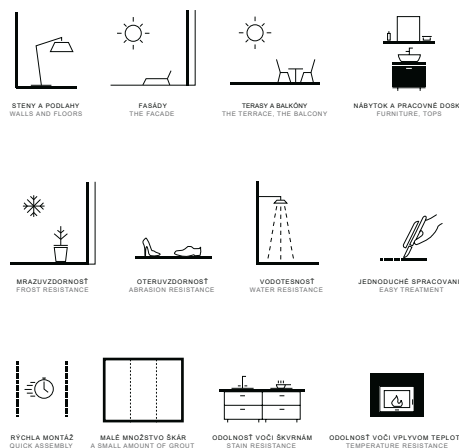 STENY A PODLAHY
WALLS AND FLOORS
FASÁDY
THE FACADE
TERASY A BALKÓNY
THE TERRACE, THE BALCONY
NÁBYTOK A PRACOVNÉ DOSK
FURNITURE, TOPS
MRAZUVZDORNOSŤ
FROST RESISTANCE
OTERUVZDORNOSŤ
ABRASION RESISTANCE
VODOTESNOSŤ
WATER RESISTANCE
JEDNODUCHÉ SPRACOVANI
EASY TREATMENT
RÝCHLA MONTÁŽ
QUICK ASSEMBLY
MALÉ MNOŽSTVO ŠKÁR
A SMALL AMOUNT OF GROUT
ODOLNOSŤ VOČI ŠKVRNÁM
STAIN RESISTANCE
ODOLNOSŤ VOČI VPLYVOM TEPLOT
TEMPERATURE RESISTANCE